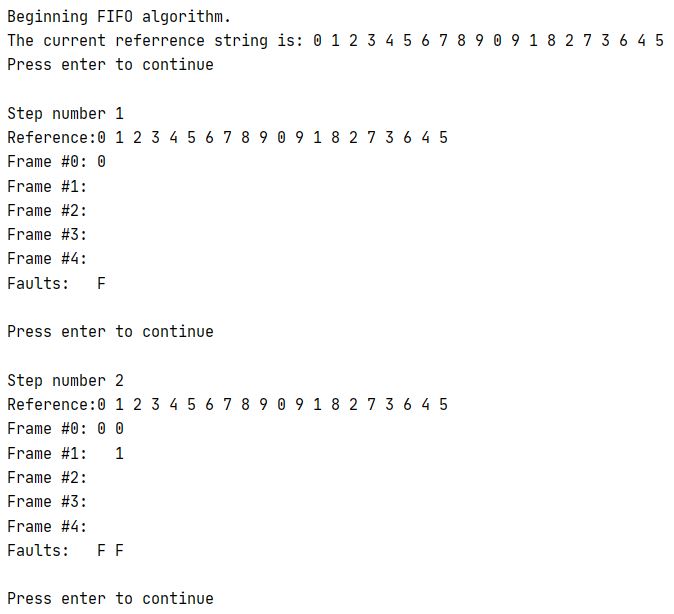 Beginning FIFO algorithm.
The current referrence string is: 0 1 2 3 4 5 6 7 8 9 0 9 1 8 2 7 3 6 4 5
Press enter to continue
Step number 1
Reference:0 1 2 3 4 5 6 7 8 9 0 9 1 8 2 7 3 6 4 5
Frame #0: 0
Frame #1:
Frame #2:
Frame #3:
Frame #4:
Faults:   F
Press enter to continue
Step number 2
Reference:0 1 2 3 4 5 6 7 8 9 0 9 1 8 2 7 3 6 4 5
Frame #0: 0 0
Frame #1:   1
Frame #2:
Frame #3:
Frame #4:
Faults:   F F
Press enter to continue